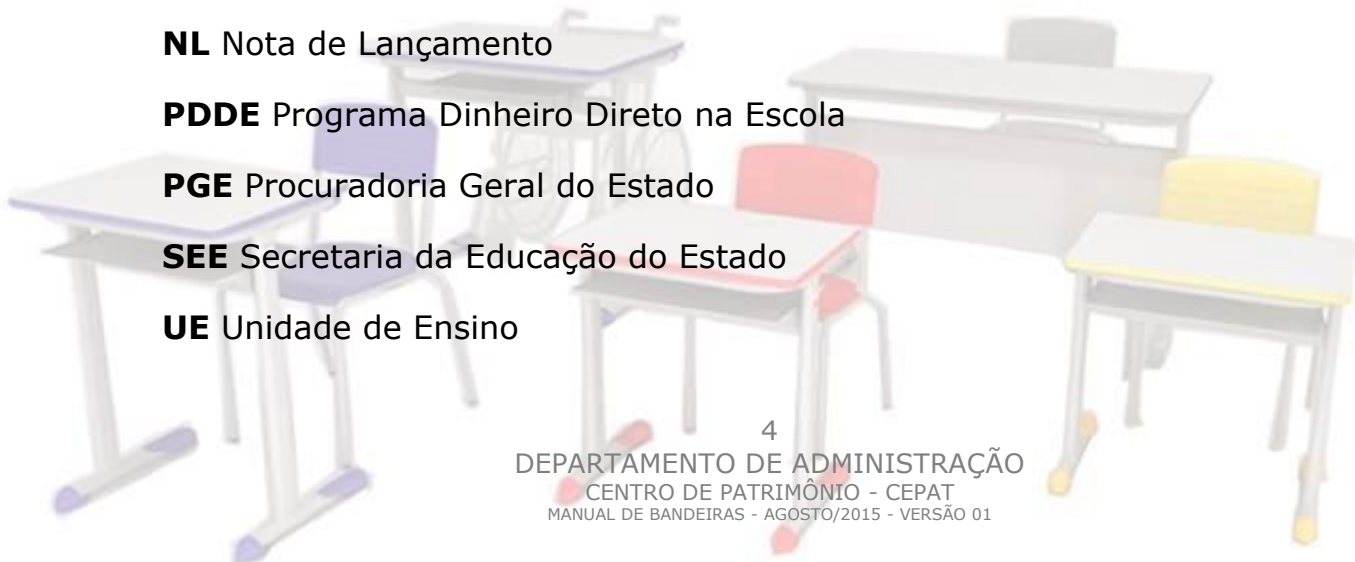 NL Nota de Lançamento
PDDE Programa Dinheiro Direto na Escola
PGE Procuradoria Geral do Estado
SEE Secretaria da Educação do Estado
UE Unidade de Ensino
4
DEPARTAMENTO DE ADMINISTRAÇÃO
CENTRO DE PATRIMÔNIO - CEPAT
MANUAL DE BANDEIRAS - AGOSTO/2015 - VERSÃO 01